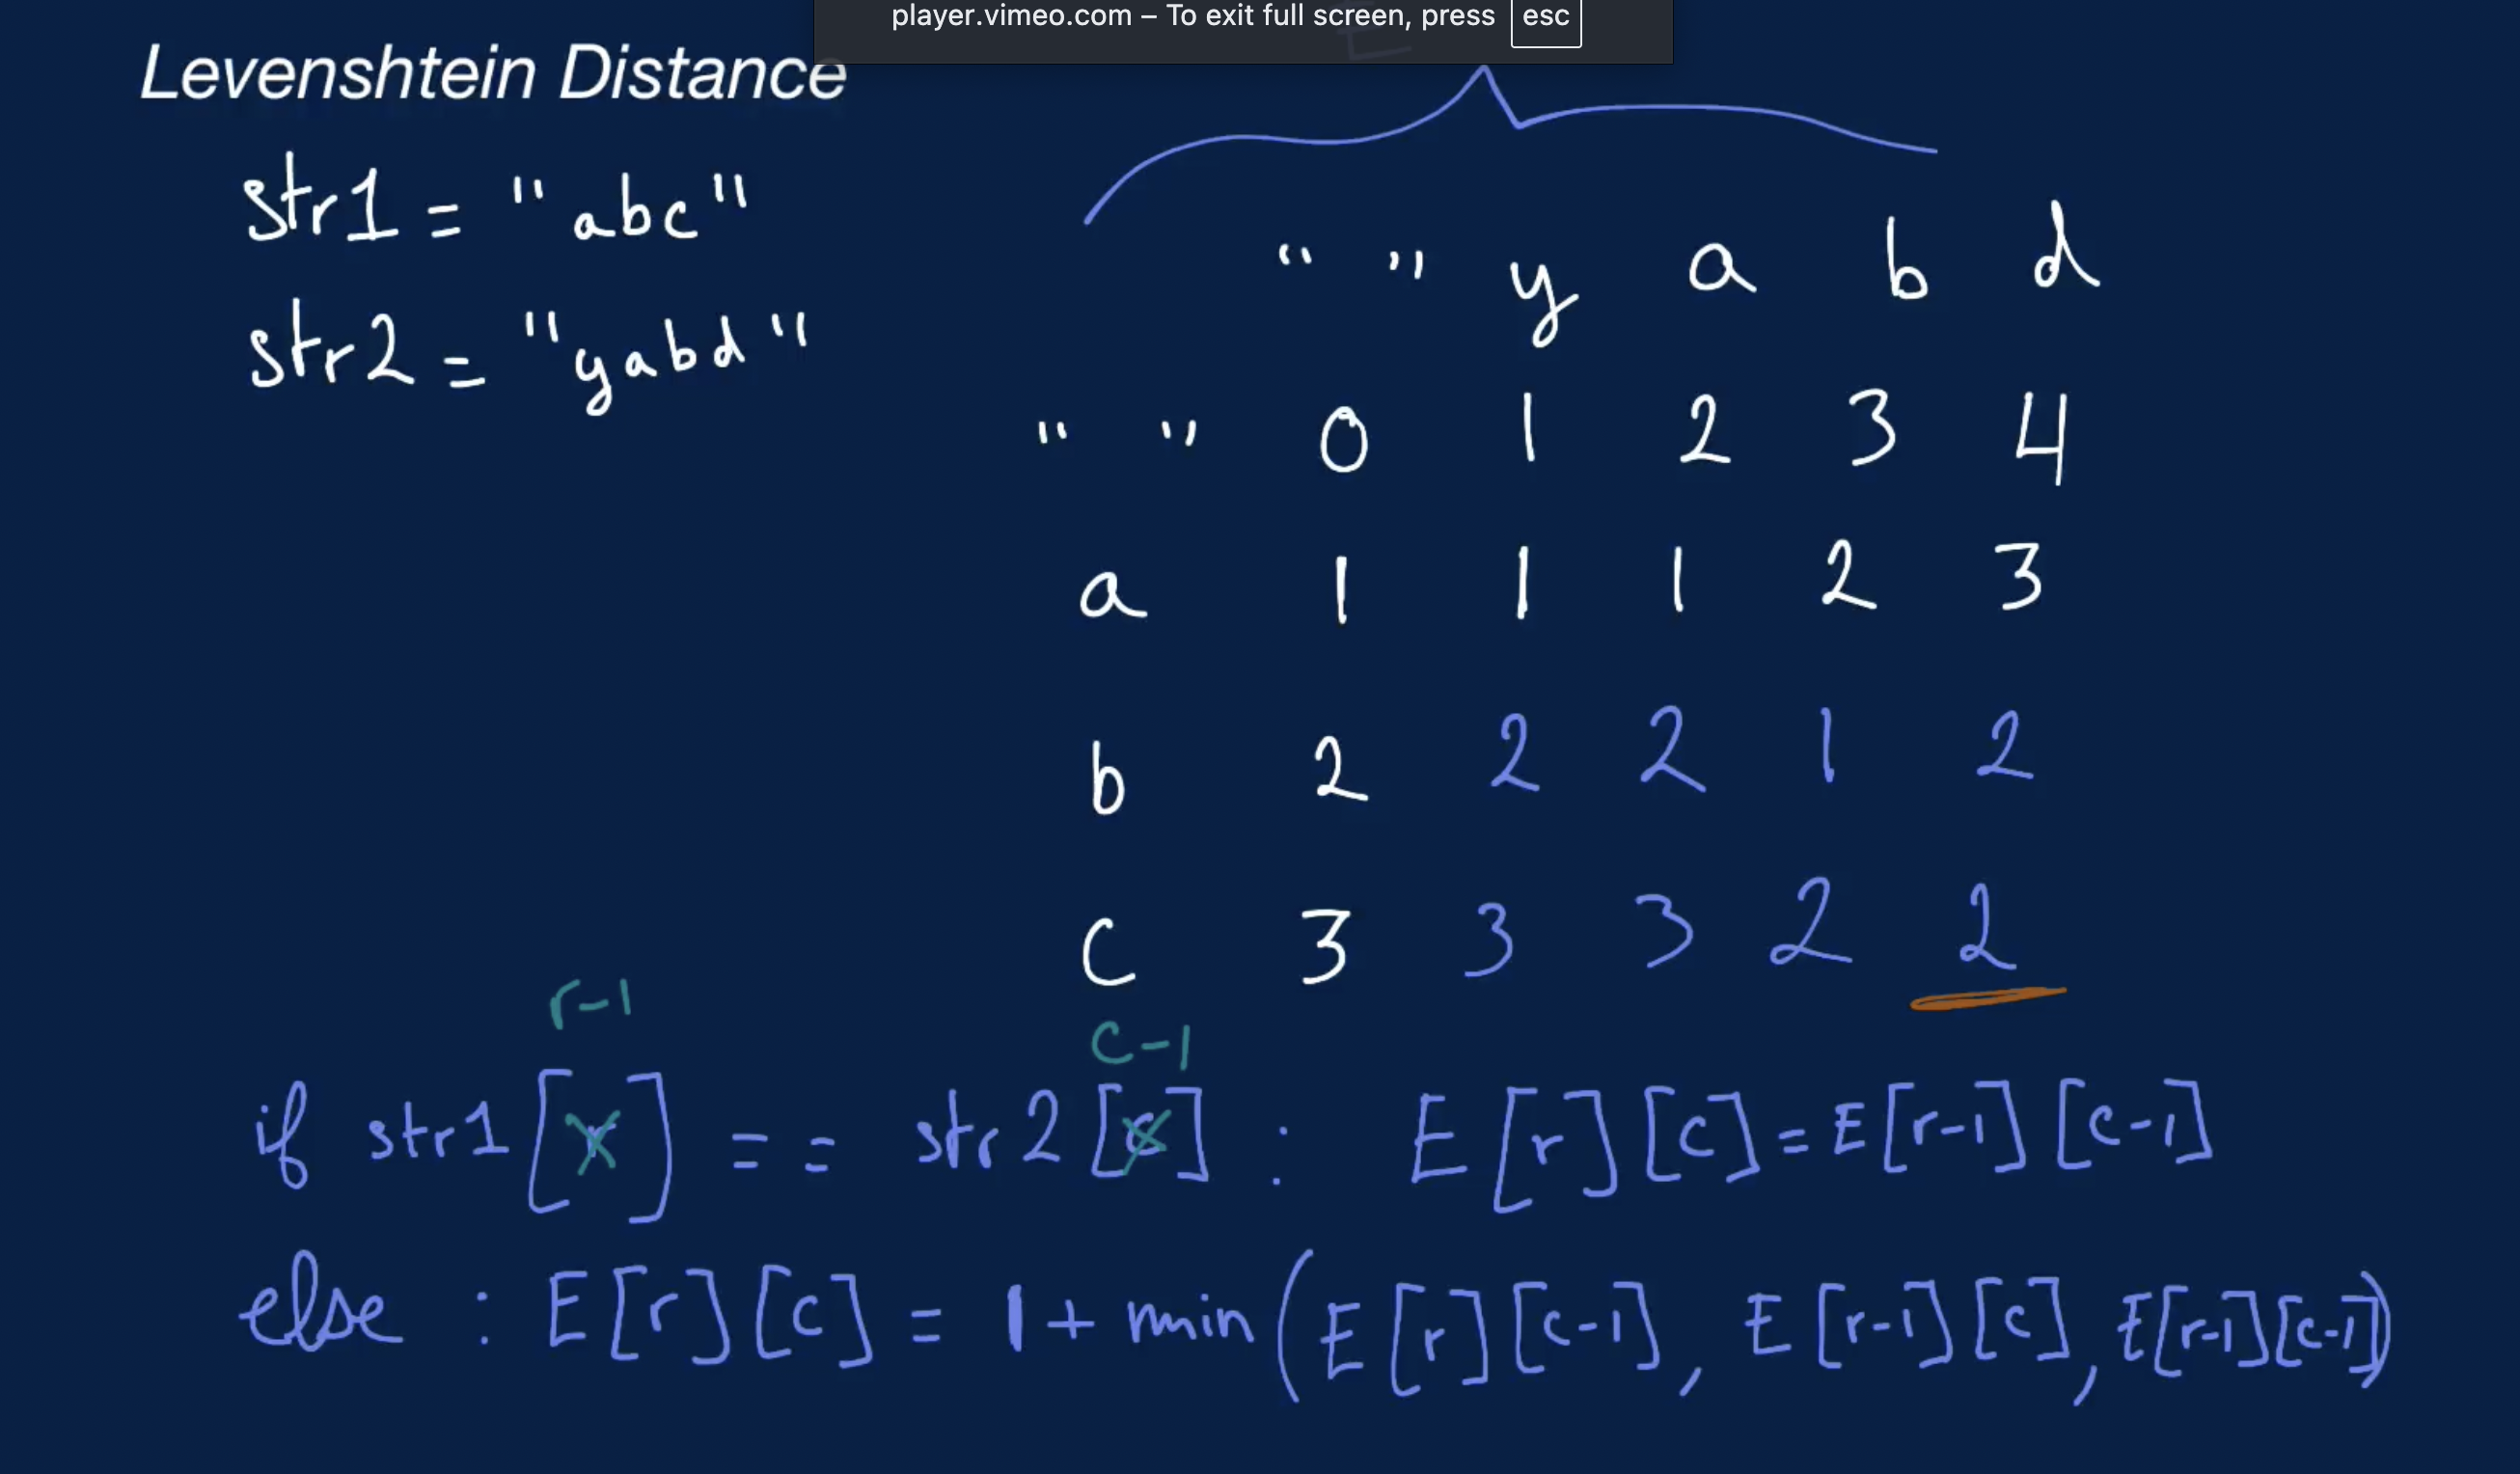 player.vimeo.com – To exit full screen, press esc
E
Levenshtein Distance
str1 = "abc"
str2 = "yabd"
" " y a b d
" " 0 1 2 3 4
a 1 1 1 2 3
b 2 2 2 1 2
c 3 3 3 2 2
r-1
c-1
if str1[r] == str2[c] : E[r][c] = E[r-1][c-1]
else : E[r][c] = 1 + min(E[r][c-1], E[r-1][c], E[r-1][c-1])